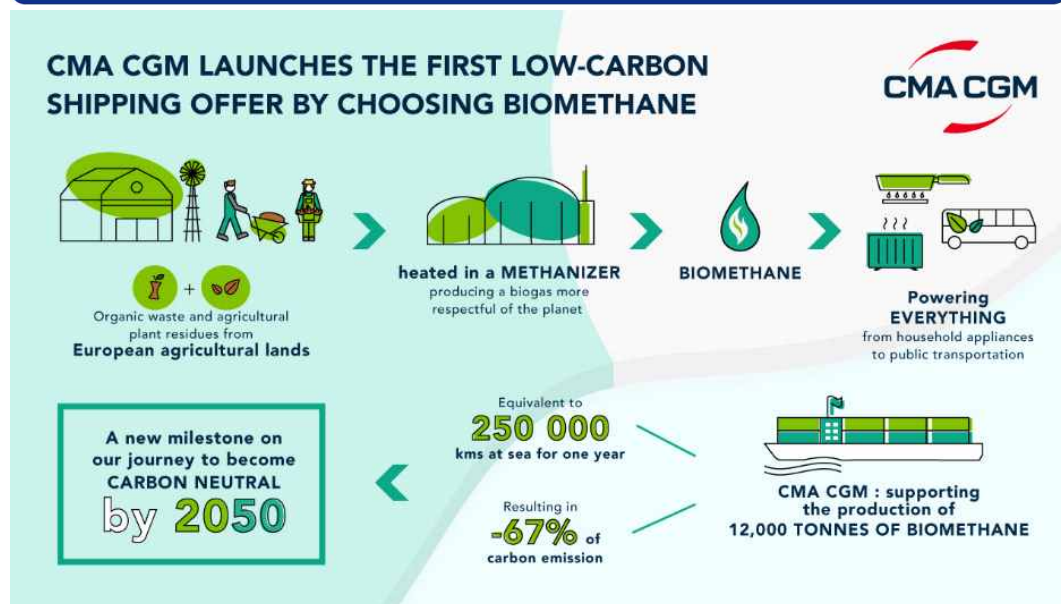 CMA CGM LAUNCHES THE FIRST LOW-CARBON
SHIPPING OFFER BY CHOOSING BIOMETHANE
CMA CGM
Organic waste and agricultural
plant residues from
European agricultural lands
heated in a METHANIZER
producing a biogas more
respectful of the planet
BIOMETHANE
Powering
EVERYTHING
from household appliances
to public transportation
CMA CGM : supporting
the production of
12,000 TONNES OF BIOMETHANE
Equivalent to
250 000
kms at sea for one year
Resulting in
-67% of
carbon emission
A new milestone on
our journey to become
CARBON NEUTRAL
by 2050